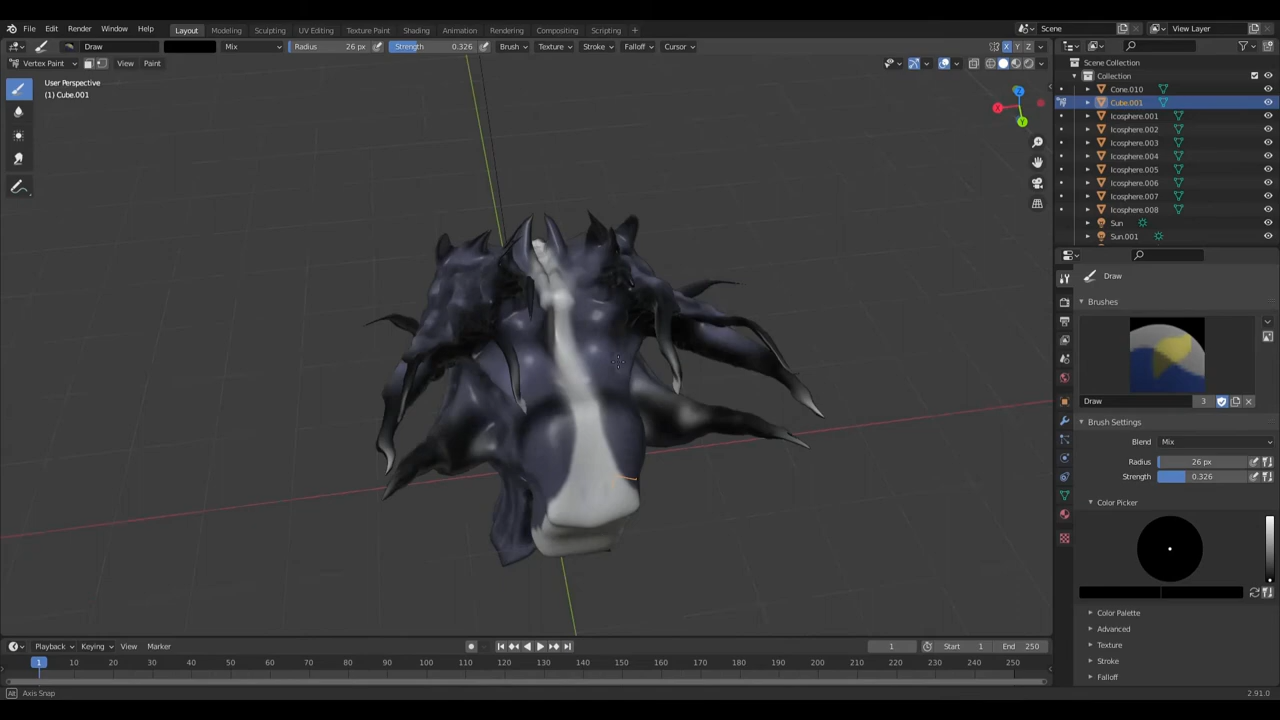 File Edit Render Window Help Layout Modeling Sculpting UV Editing Texture Paint Shading Animation Rendering Compositing Scripting + Scene View Layer
Draw Mix Radius 26 px Strength 0.326 Brush Texture Stroke Falloff Cursor X Y Z
Vertex Paint View Paint
User Perspective
(1) Cube.001
Z
X
Y
Scene Collection
Collection
Cone.010
Cube.001
Icosphere.001
Icosphere.002
Icosphere.003
Icosphere.004
Icosphere.005
Icosphere.006
Icosphere.007
Icosphere.008
Sun
Sun.001
Draw
Brushes
Draw 3
Brush Settings
Blend Mix
Radius 26 px
Strength 0.326
Color Picker
Color Palette
Advanced
Texture
Stroke
Falloff
Playback Keying View Marker 1 Start 1 End 250
1 10 20 30 40 50 60 70 80 90 100 110 120 130 140 150 160 170 180 190 200 210 220 230 240 250
Alt Axis Snap 2.91.0